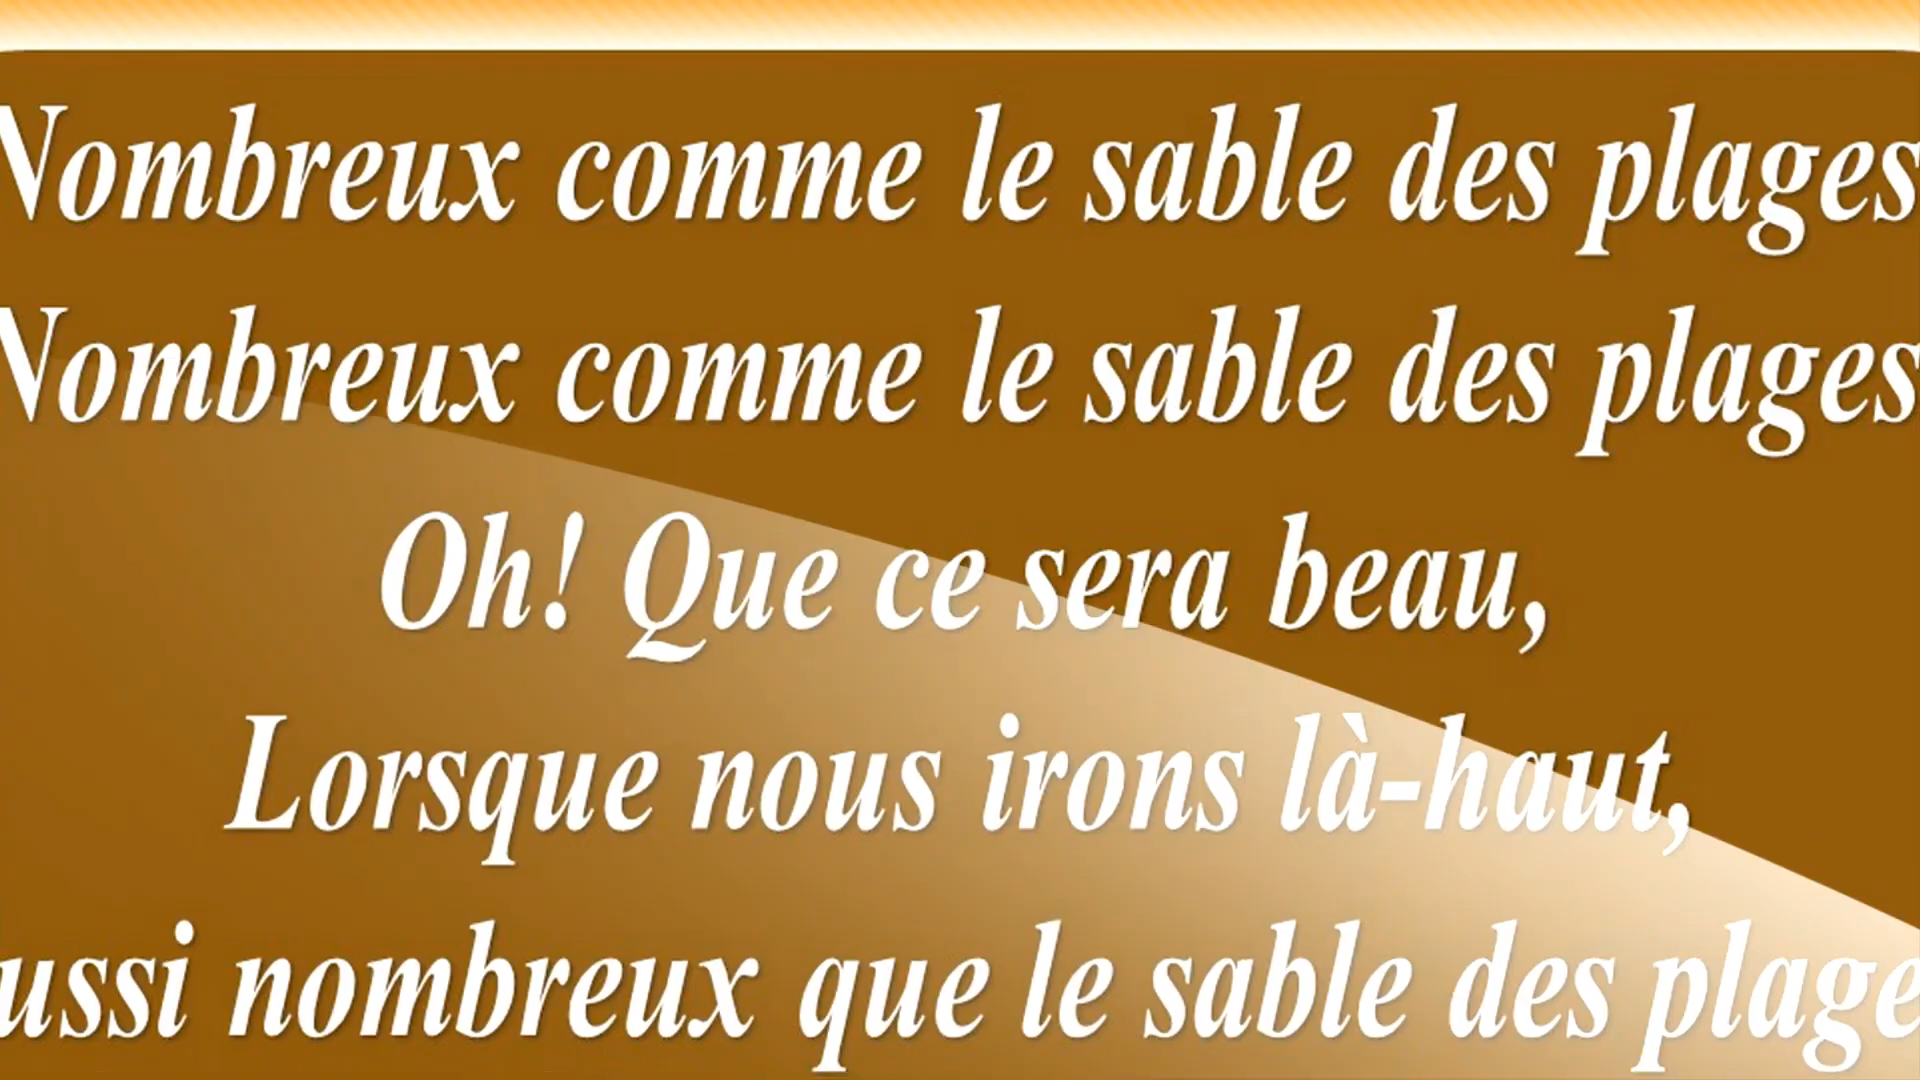 Nombreux comme le sable des plages
Nombreux comme le sable des plages
Oh! Que ce sera beau,
Lorsque nous irons là-haut,
ussi nombreux que le sable des plage